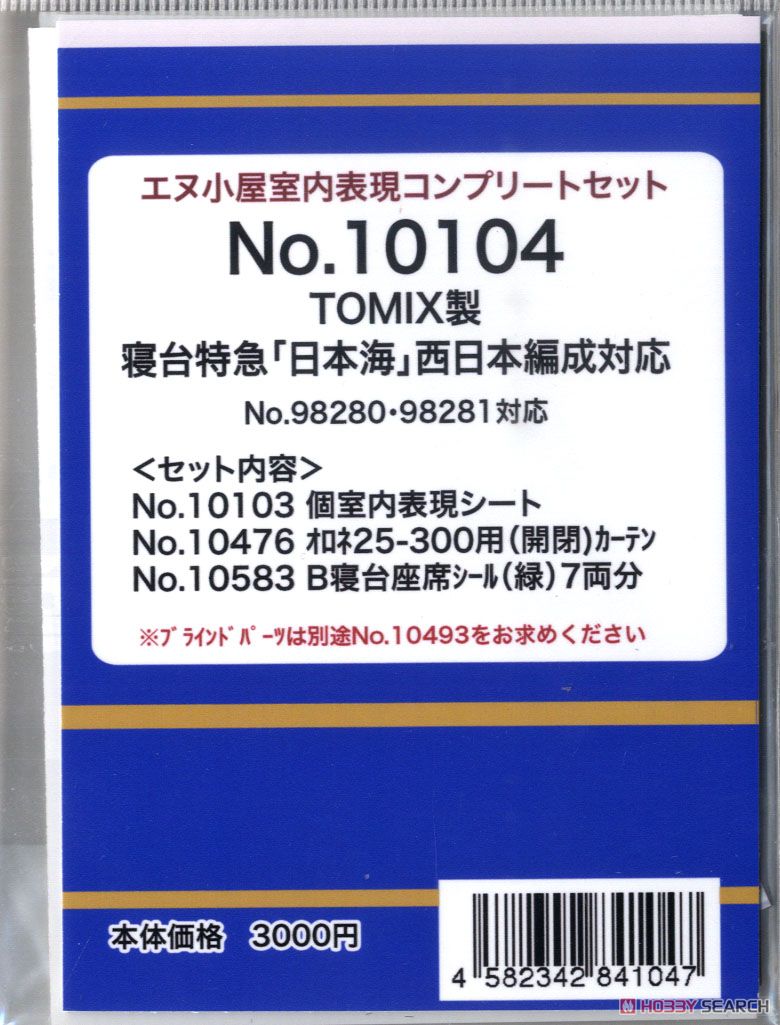 エヌ小屋室内表現コンプリートセット
No.10104
TOMIX製
寝台特急「日本海」西日本編成対応
No.98280・98281対応
＜セット内容＞
No.10103 個室内表現シート
No.10476 ｵﾛﾈ25-300用（開閉)ｶｰﾃﾝ
No.10583 B寝台座席ｼｰﾙ（緑）7両分
※ﾌﾞﾗｲﾝﾄﾞﾊﾟｰﾂは別途No.10493をお求めください
本体価格 3000円
4 582342 841047
HOBBY SEARCH